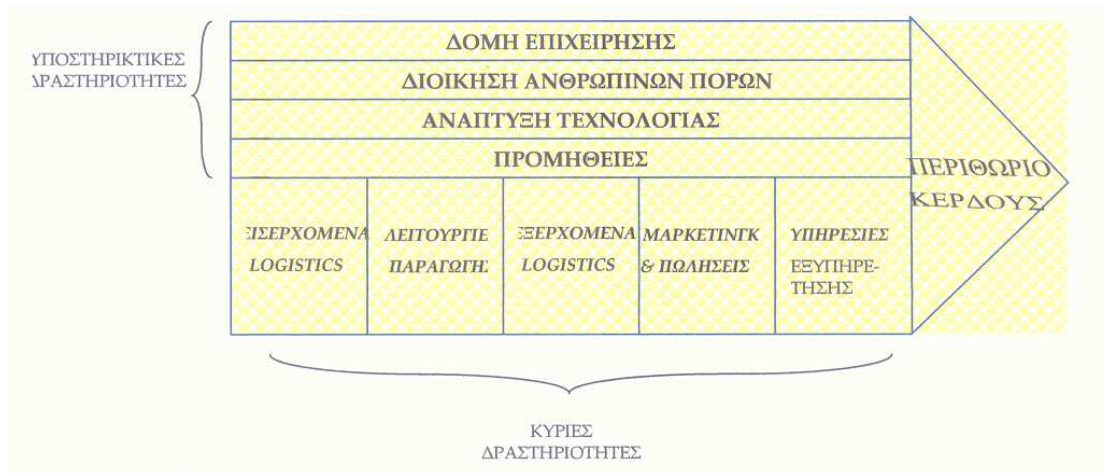 ΥΠΟΣΤΗΡΙΚΤΙΚΕΣ
ΔΡΑΣΤΗΡΙΟΤΗΤΕΣ
ΔΟΜΗ ΕΠΙΧΕΙΡΗΣΗΣ
ΔΙΟΙΚΗΣΗ ΑΝΘΡΩΠΙΝΩΝ ΠΟΡΩΝ
ΑΝΑΠΤΥΞΗ ΤΕΧΝΟΛΟΓΙΑΣ
ΠΡΟΜΗΘΕΙΕΣ
ΠΕΡΙΘΩΡΙΟ
ΚΕΡΔΟΥΣ
ΕΙΣΕΡΧΟΜΕΝΑ
LOGISTICS
ΛΕΙΤΟΥΡΓΙΕ
ΠΑΡΑΓΩΓΗΣ
ΕΞΕΡΧΟΜΕΝΑ
LOGISTICS
ΜΑΡΚΕΤΙΝΓΚ
& ΠΩΛΗΣΕΙΣ
ΥΠΗΡΕΣΙΕΣ
ΕΞΥΠΗΡΕ-
ΤΗΣΗΣ
ΚΥΡΙΕΣ
ΔΡΑΣΤΗΡΙΟΤΗΤΕΣ